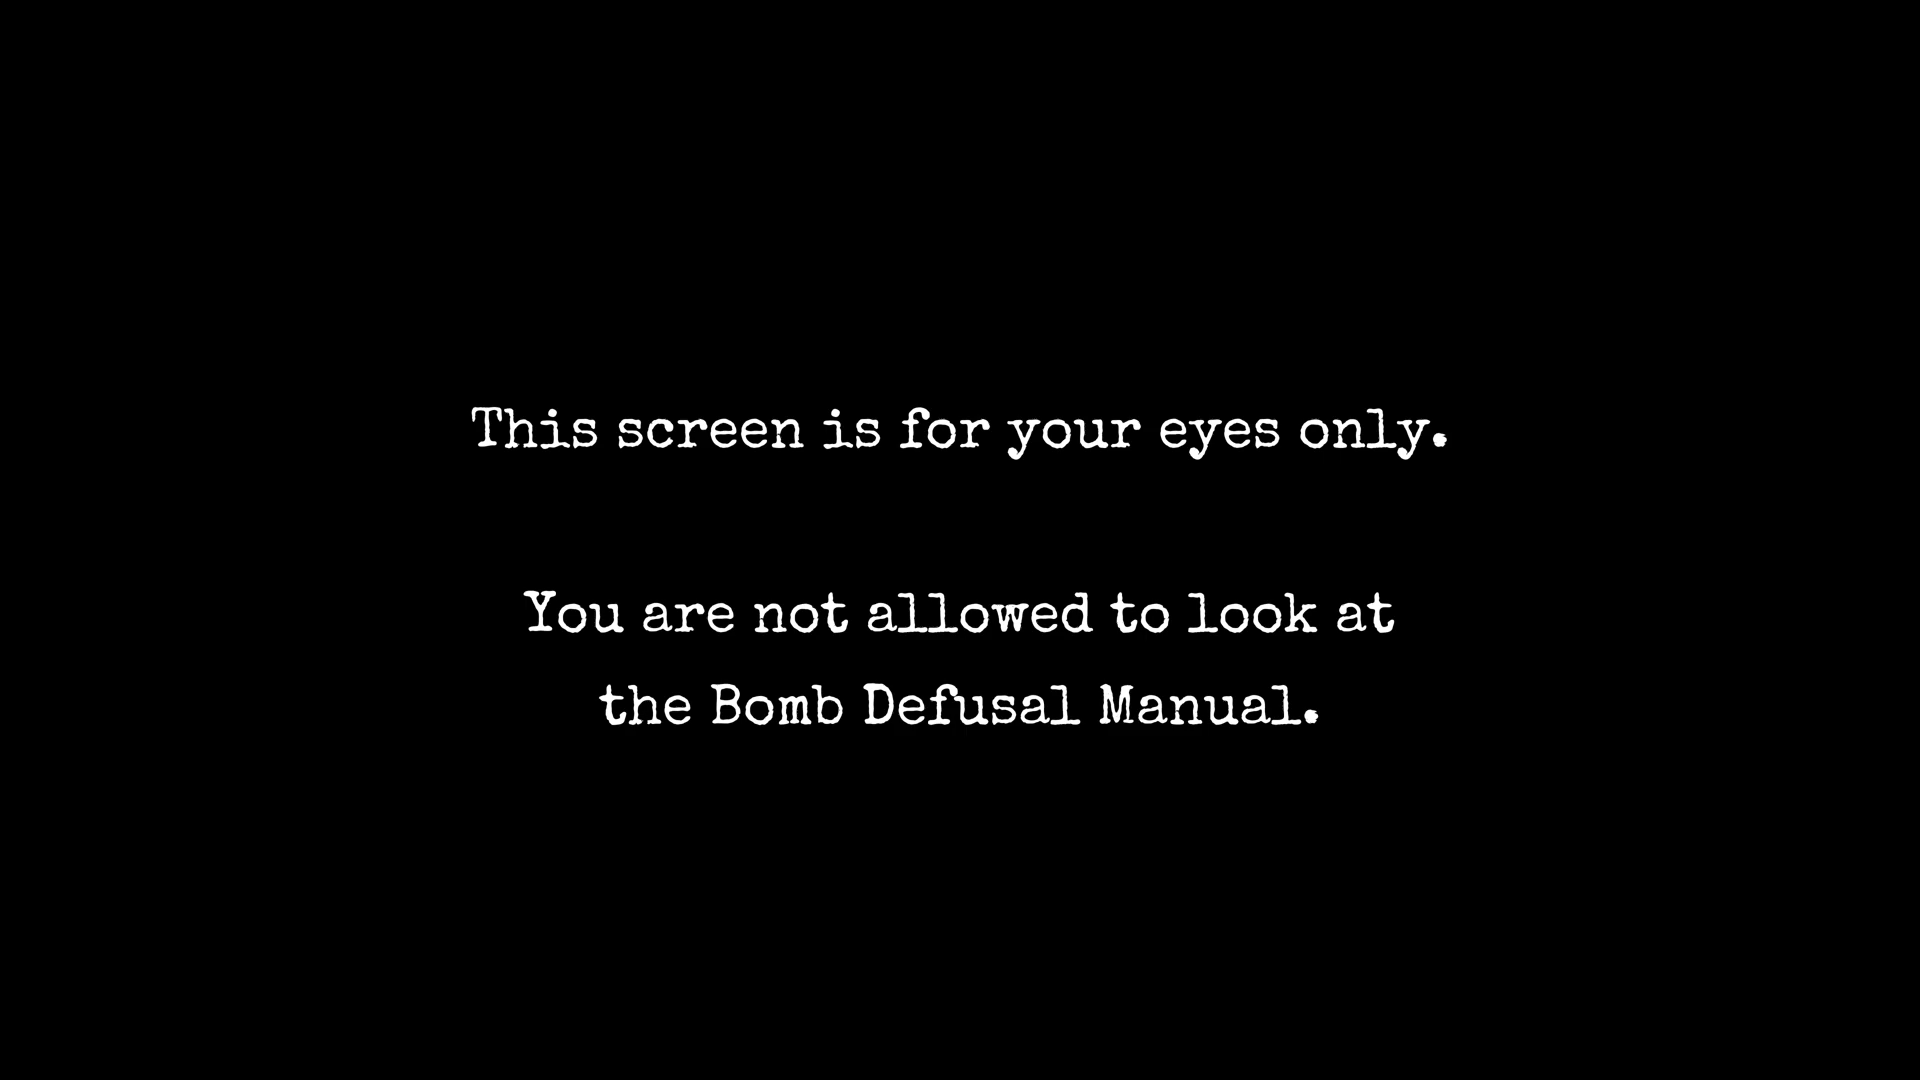 This screen is for your eyes only.
You are not allowed to look at
the Bomb Defusal Manual.